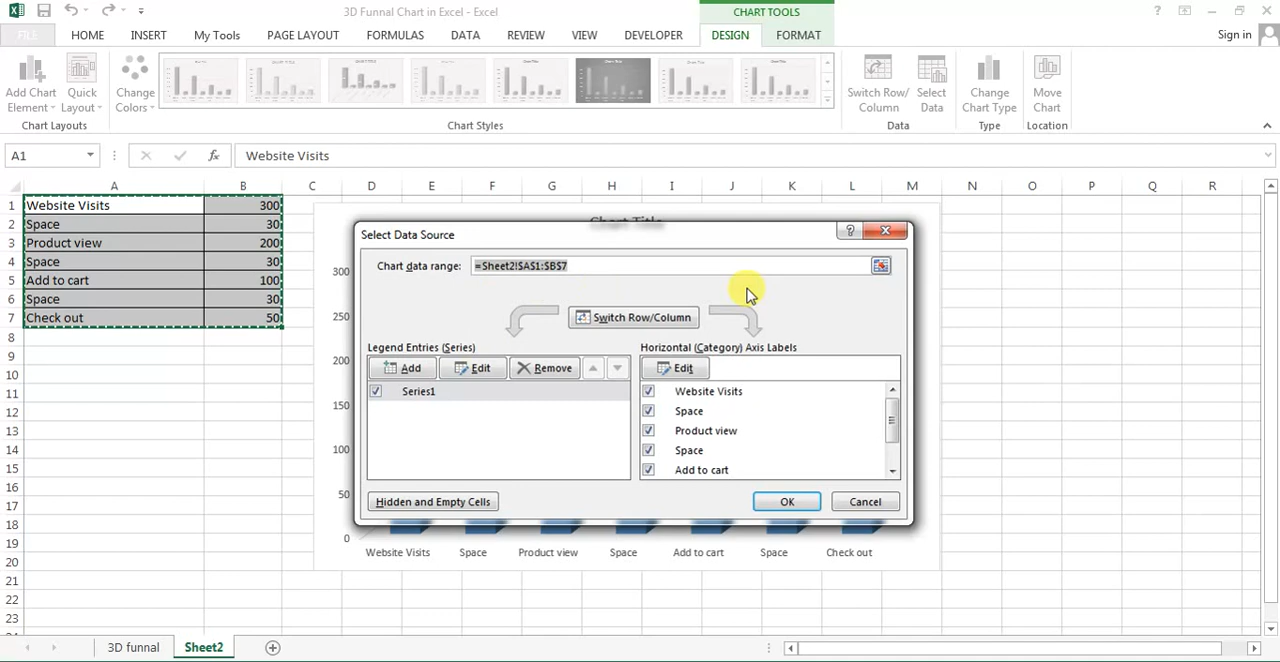 3D Funnal Chart in Excel - Excel
CHART TOOLS
?
FILE
HOME
INSERT
My Tools
PAGE LAYOUT
FORMULAS
DATA
REVIEW
VIEW
DEVELOPER
DESIGN
FORMAT
Sign in
Add Chart
Element
Quick
Layout
Change
Colors
Switch Row/
Column
Select
Data
Change
Chart Type
Move
Chart
Chart Layouts
Chart Styles
Data
Type
Location
A1
fx
Website Visits
A B C D E F G H I J K L M N O P Q R
1 Website Visits 300
2 Space 30
3 Product view 200
4 Space 30
5 Add to cart 100
6 Space 30
7 Check out 50
8
9
10
11
12
13
14
15
16
17
18
19
20
21
22
23
Chart Title
300
250
200
150
100
50
0
Website Visits Space Product view Space Add to cart Space Check out
Select Data Source
?
Chart data range: =Sheet2!$A$1:$B$7
Switch Row/Column
Legend Entries (Series)
Add Edit Remove
Series1
Horizontal (Category) Axis Labels
Edit
Website Visits
Space
Product view
Space
Add to cart
Hidden and Empty Cells
OK
Cancel
3D funnal
Sheet2